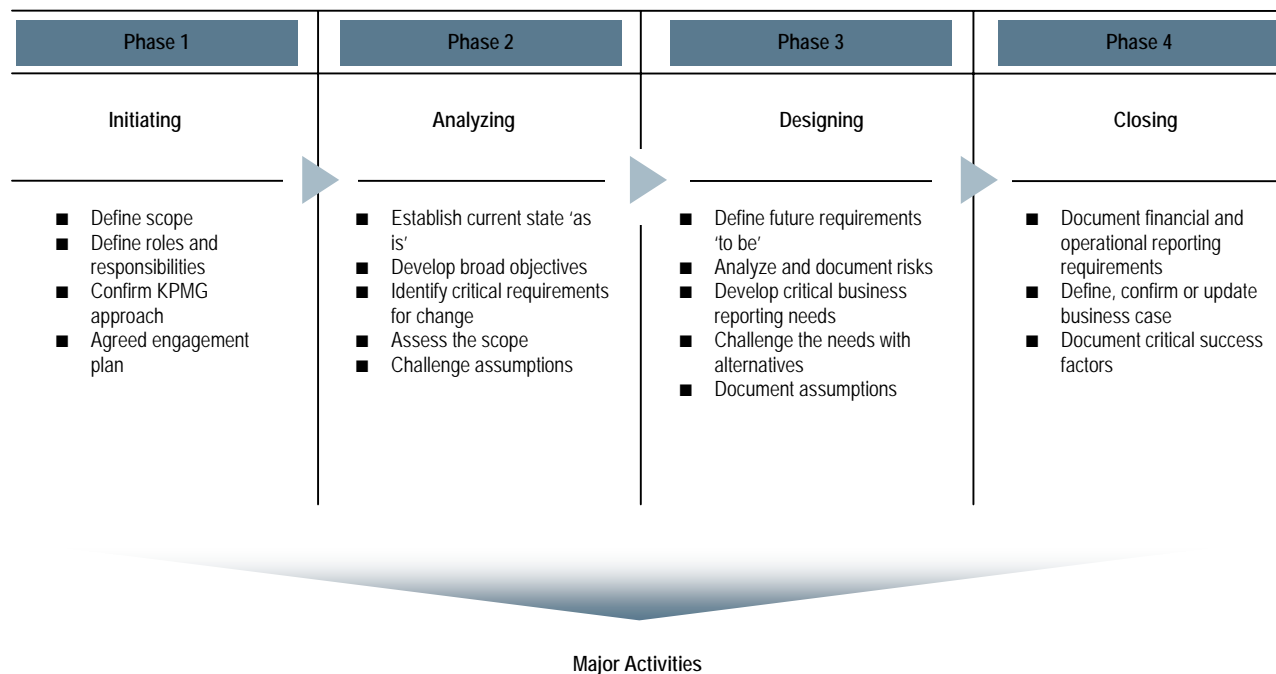 Phase 1
Phase 2
Phase 3
Phase 4
Initiating
Analyzing
Designing
Closing
■ Define scope
■ Define roles and
responsibilities
■ Confirm KPMG
approach
■ Agreed engagement
plan
■ Establish current state ‘as
is’
■ Develop broad objectives
■ Identify critical requirements
for change
■ Assess the scope
■ Challenge assumptions
■ Define future requirements
‘to be’
■ Analyze and document risks
■ Develop critical business
reporting needs
■ Challenge the needs with
alternatives
■ Document assumptions
■ Document financial and
operational reporting
requirements
■ Define, confirm or update
business case
■ Document critical success
factors
Major Activities